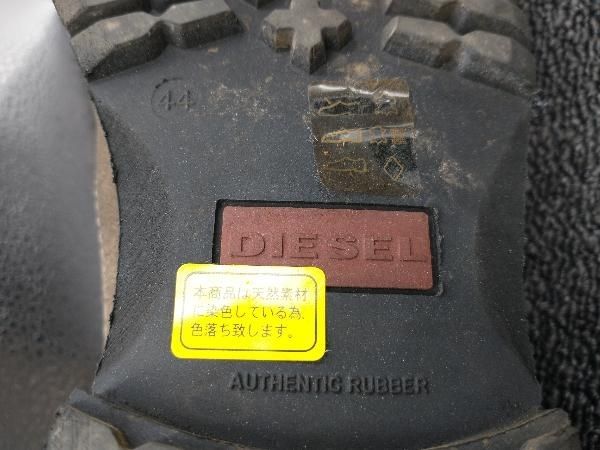 44
DIESEL
本商品は天然素材
に染色している為、
色落ち致します。
AUTHENTIC RUBBER